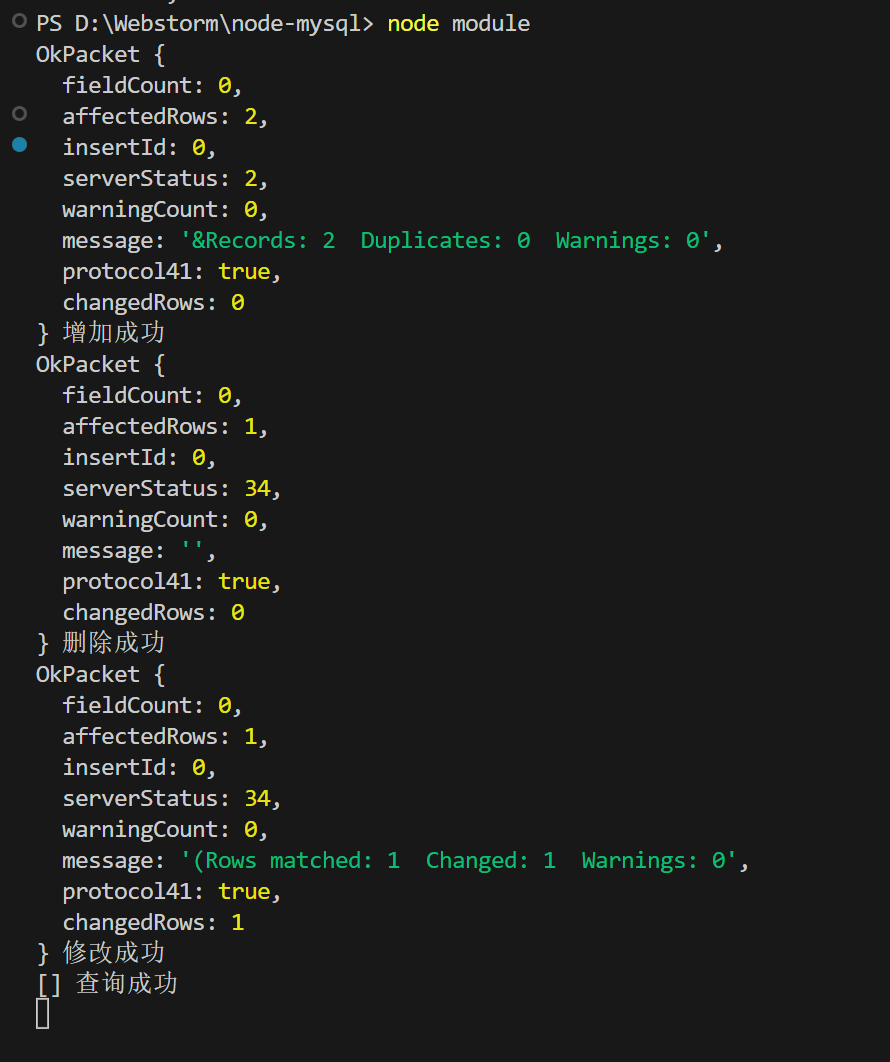 PS D:\Webstorm\node-mysql> node module
OkPacket {
  fieldCount: 0,
  affectedRows: 2,
  insertId: 0,
  serverStatus: 2,
  warningCount: 0,
  message: '&Records: 2  Duplicates: 0  Warnings: 0',
  protocol41: true,
  changedRows: 0
} 增加成功
OkPacket {
  fieldCount: 0,
  affectedRows: 1,
  insertId: 0,
  serverStatus: 34,
  warningCount: 0,
  message: '',
  protocol41: true,
  changedRows: 0
} 删除成功
OkPacket {
  fieldCount: 0,
  affectedRows: 1,
  insertId: 0,
  serverStatus: 34,
  warningCount: 0,
  message: '(Rows matched: 1  Changed: 1  Warnings: 0',
  protocol41: true,
  changedRows: 1
} 修改成功
[] 查询成功